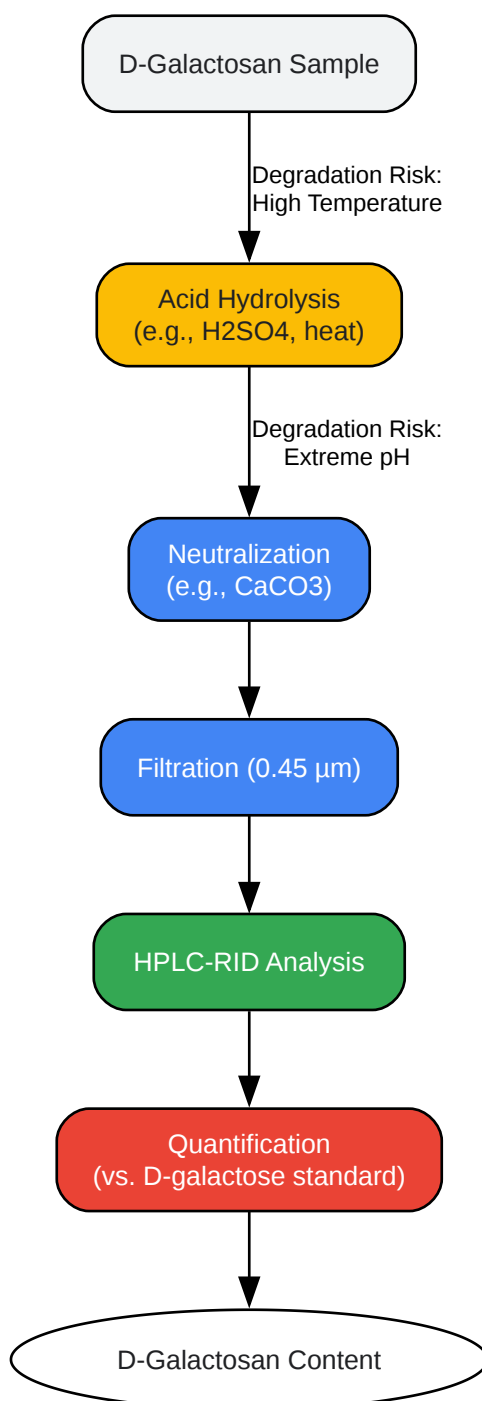 D-Galactosan Sample
Degradation Risk:
High Temperature
Acid Hydrolysis
(e.g., H2SO4, heat)
Degradation Risk:
Extreme pH
Neutralization
(e.g., CaCO3)
Filtration (0.45 µm)
HPLC-RID Analysis
Quantification
(vs. D-galactose standard)
D-Galactosan Content